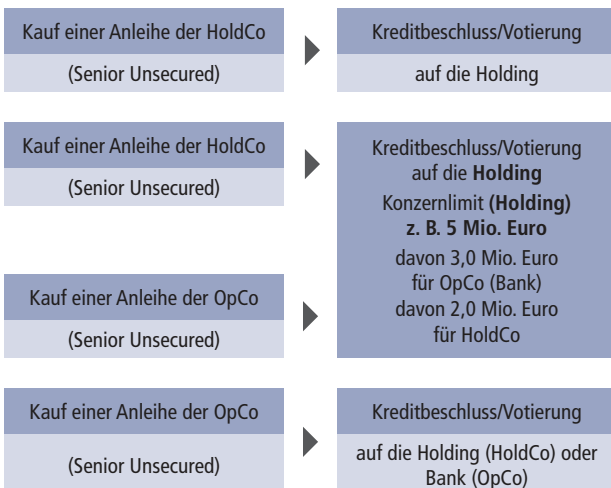 Kauf einer Anleihe der HoldCo
(Senior Unsecured)
Kreditbeschluss/Votierung
auf die Holding
Kauf einer Anleihe der HoldCo
(Senior Unsecured)
Kauf einer Anleihe der OpCo
(Senior Unsecured)
Kreditbeschluss/Votierung
auf die Holding
Konzernlimit (Holding)
z. B. 5 Mio. Euro
davon 3,0 Mio. Euro
für OpCo (Bank)
davon 2,0 Mio. Euro
für HoldCo
Kauf einer Anleihe der OpCo
(Senior Unsecured)
Kreditbeschluss/Votierung
auf die Holding (HoldCo) oder
Bank (OpCo)